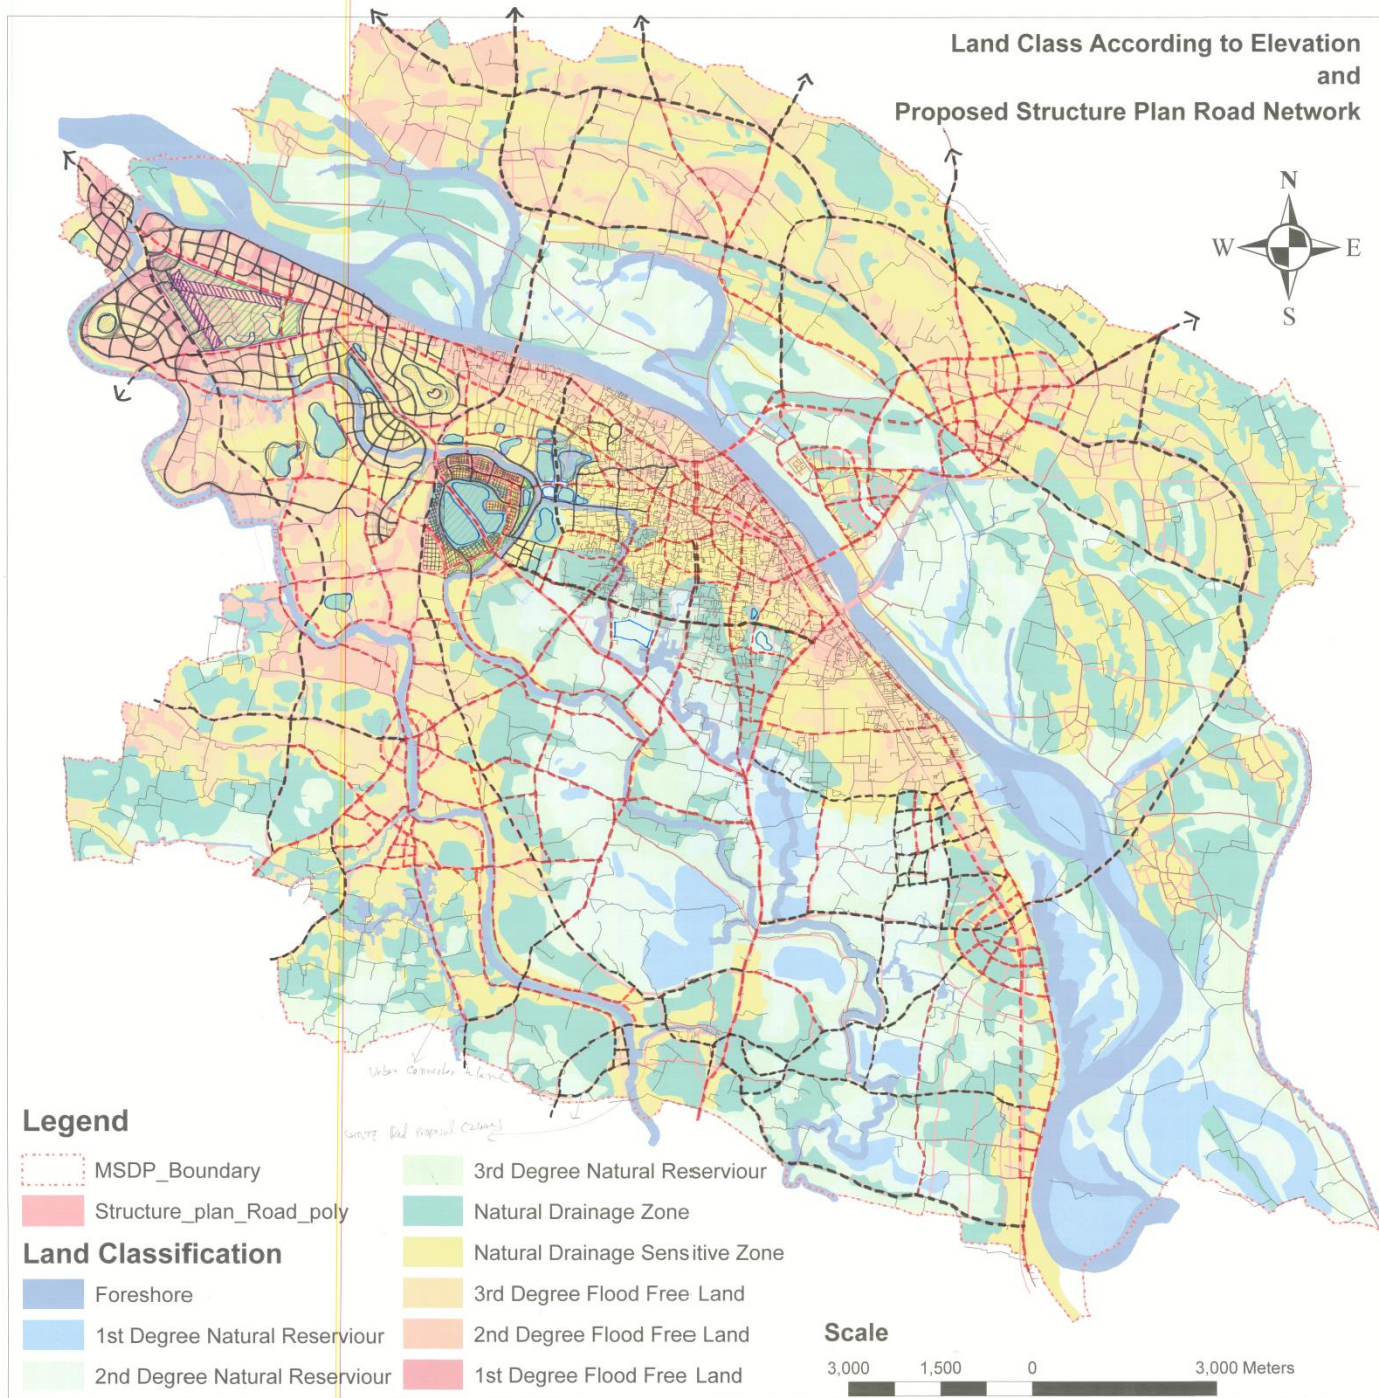 Land Class According to Elevation
and
Proposed Structure Plan Road Network
N
W E
S
Urban Connector
Legend
MSDP_Boundary
Structure_plan_Road_poly
Land Classification
Foreshore
1st Degree Natural Reserviour
2nd Degree Natural Reserviour
3rd Degree Natural Reserviour
Natural Drainage Zone
Natural Drainage Sensitive Zone
3rd Degree Flood Free Land
2nd Degree Flood Free Land
1st Degree Flood Free Land
Scale
3,000 1,500 0 3,000 Meters